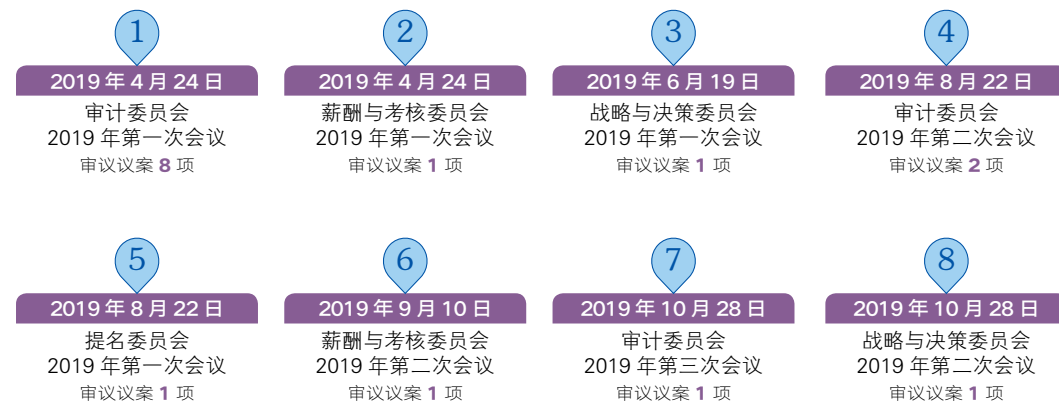 1
2019 年 4 月 24 日
审计委员会
2019 年第一次会议
审议议案 8 项
2
2019 年 4 月 24 日
薪酬与考核委员会
2019 年第一次会议
审议议案 1 项
3
2019 年 6 月 19 日
战略与决策委员会
2019 年第一次会议
审议议案 1 项
4
2019 年 8 月 22 日
审计委员会
2019 年第二次会议
审议议案 2 项
5
2019 年 8 月 22 日
提名委员会
2019 年第一次会议
审议议案 1 项
6
2019 年 9 月 10 日
薪酬与考核委员会
2019 年第二次会议
审议议案 1 项
7
2019 年 10 月 28 日
审计委员会
2019 年第三次会议
审议议案 1 项
8
2019 年 10 月 28 日
战略与决策委员会
2019 年第二次会议
审议议案 1 项